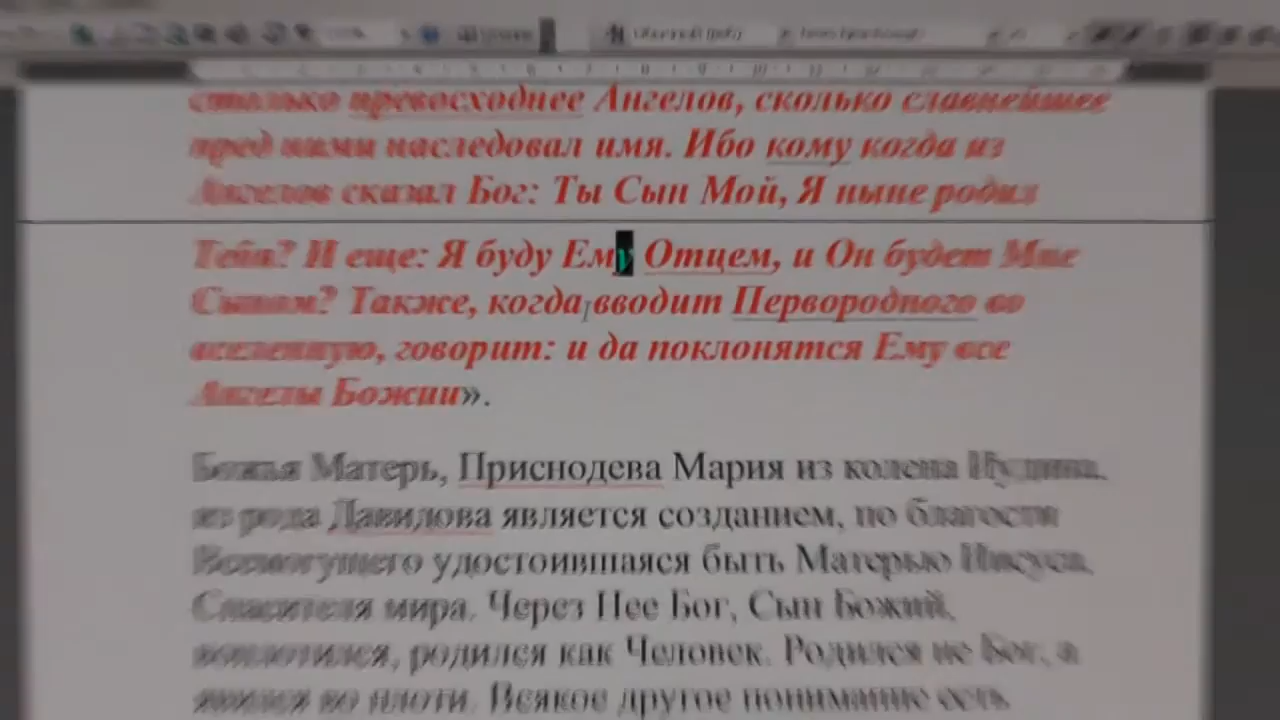 столько превосходнее Ангелов, сколько славнейшее
пред ними наследовал имя. Ибо кому когда из
Ангелов сказал Бог: Ты Сын Мой, Я ныне родил
Тебя? И еще: Я буду Ему Отцем, и Он будет Мне
Сыном? Также, когда вводит Первородного во
вселенную, говорит: и да поклонятся Ему все
Ангелы Божии».
Божья Матерь, Приснодева Мария из колена Иудина,
из рода Давидова является созданием, по благости
Всемогущего удостоившаяся быть Матерью Иисуса,
Спасителя мира. Через Нее Бог, Сын Божий,
воплотился, родился как Человек. Родился не Бог, а
явился во плоти. Всякое другое понимание есть